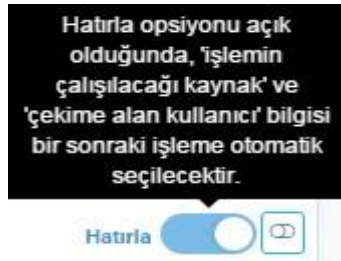 Hatırla opsiyonu açık
olduğunda, 'işlemin
çalışılacağı kaynak' ve
'çekime alan kullanıcı' bilgisi
bir sonraki işleme otomatik
seçilecektir.
Hatırla